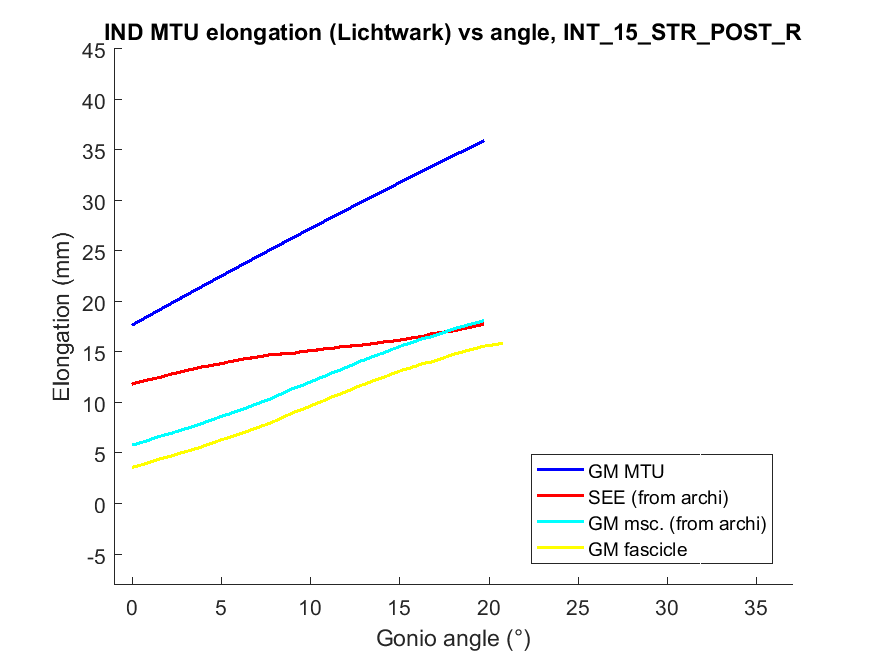 IND MTU elongation (Lichtwark) vs angle, INT_15_STR_POST_R
45
40
35
30
25
20
15
10
5
0
-5
Elongation (mm)
0 5 10 15 20 25 30 35
Gonio angle (°)
GM MTU
SEE (from archi)
GM msc. (from archi)
GM fascicle